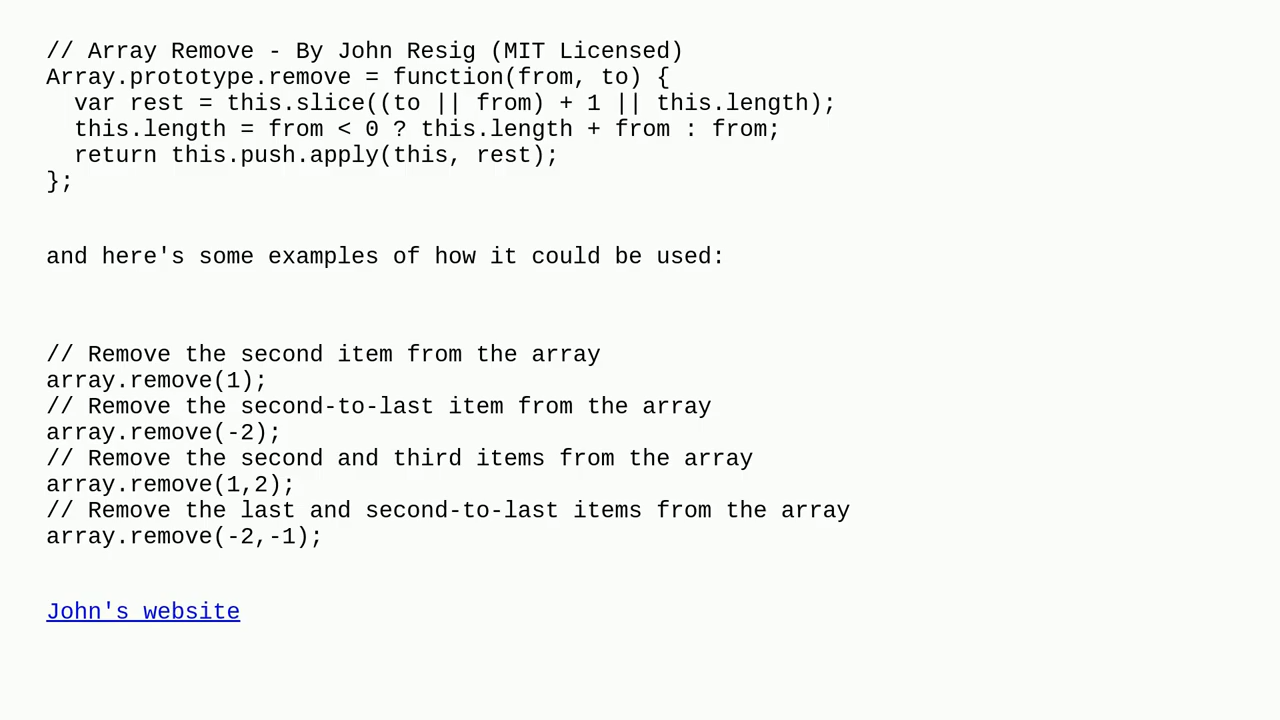 // Array Remove - By John Resig (MIT Licensed)
Array.prototype.remove = function(from, to) {
  var rest = this.slice((to || from) + 1 || this.length);
  this.length = from < 0 ? this.length + from : from;
  return this.push.apply(this, rest);
};
and here's some examples of how it could be used:
// Remove the second item from the array
array.remove(1);
// Remove the second-to-last item from the array
array.remove(-2);
// Remove the second and third items from the array
array.remove(1,2);
// Remove the last and second-to-last items from the array
array.remove(-2,-1);
John's website